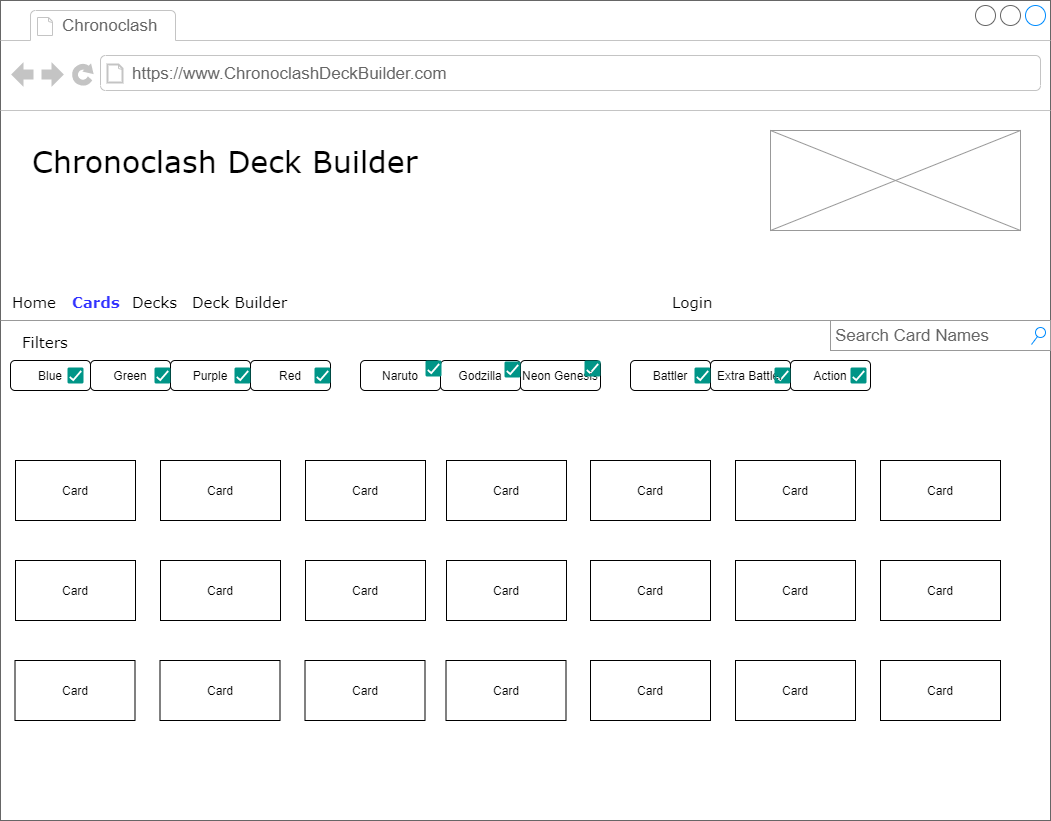 Chronoclash
https://www.ChronoclashDeckBuilder.com
Chronoclash Deck Builder
Home Cards Decks Deck Builder Login
Search Card Names
Filters
Blue Green Purple Red Naruto Godzilla Neon Genesis Battler Extra Battle Action
Card Card Card Card Card Card Card
Card Card Card Card Card Card Card
Card Card Card Card Card Card Card